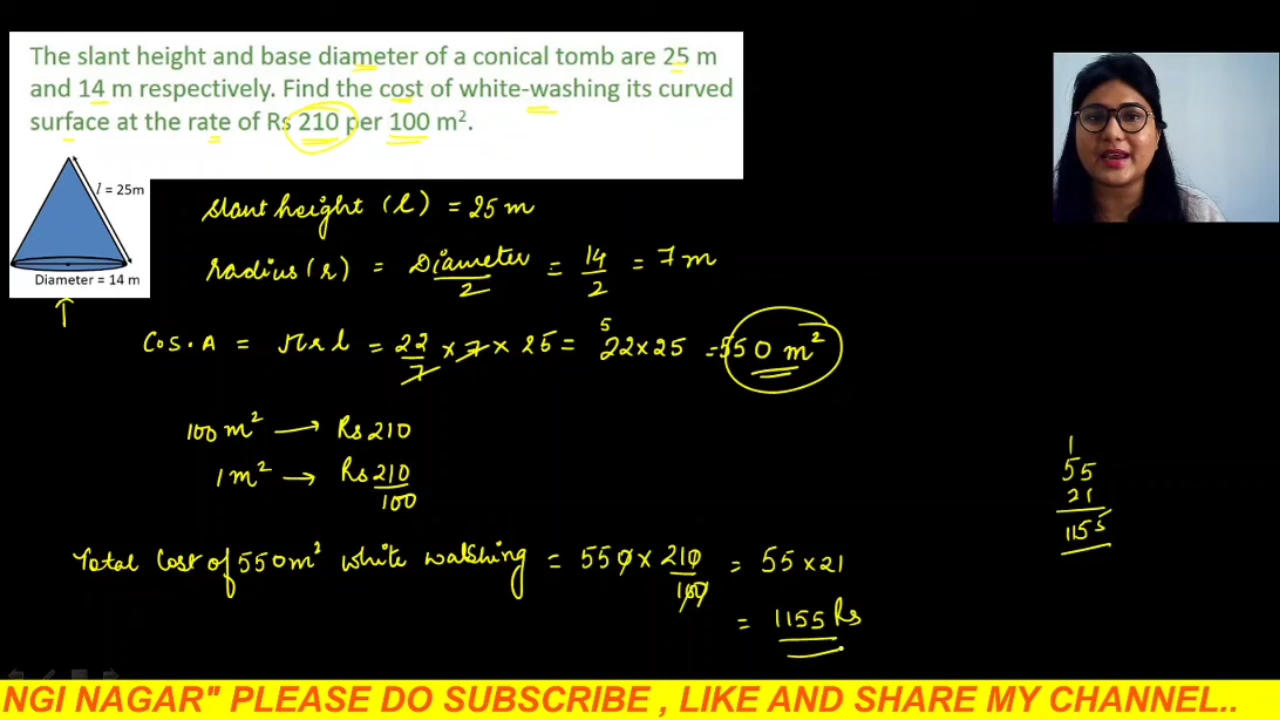 The slant height and base diameter of a conical tomb are 25 m
and 14 m respectively. Find the cost of white-washing its curved
surface at the rate of Rs 210 per 100 m².
l = 25m
Diameter = 14 m
Slant height (l) = 25 m
radius (r) = Diameter/2 = 14/2 = 7 m
CoS.A = πrl = 22/7 × 7 × 25 = 22×25 = 550 m²
5
100 m² → Rs 210
1 m² → Rs 210/100
1
55
21
1155
Total Cost of 550m² white washing = 550 × 210/100 = 55 × 21
= 1155 Rs
NGI NAGAR" PLEASE DO SUBSCRIBE , LIKE AND SHARE MY CHANNEL..